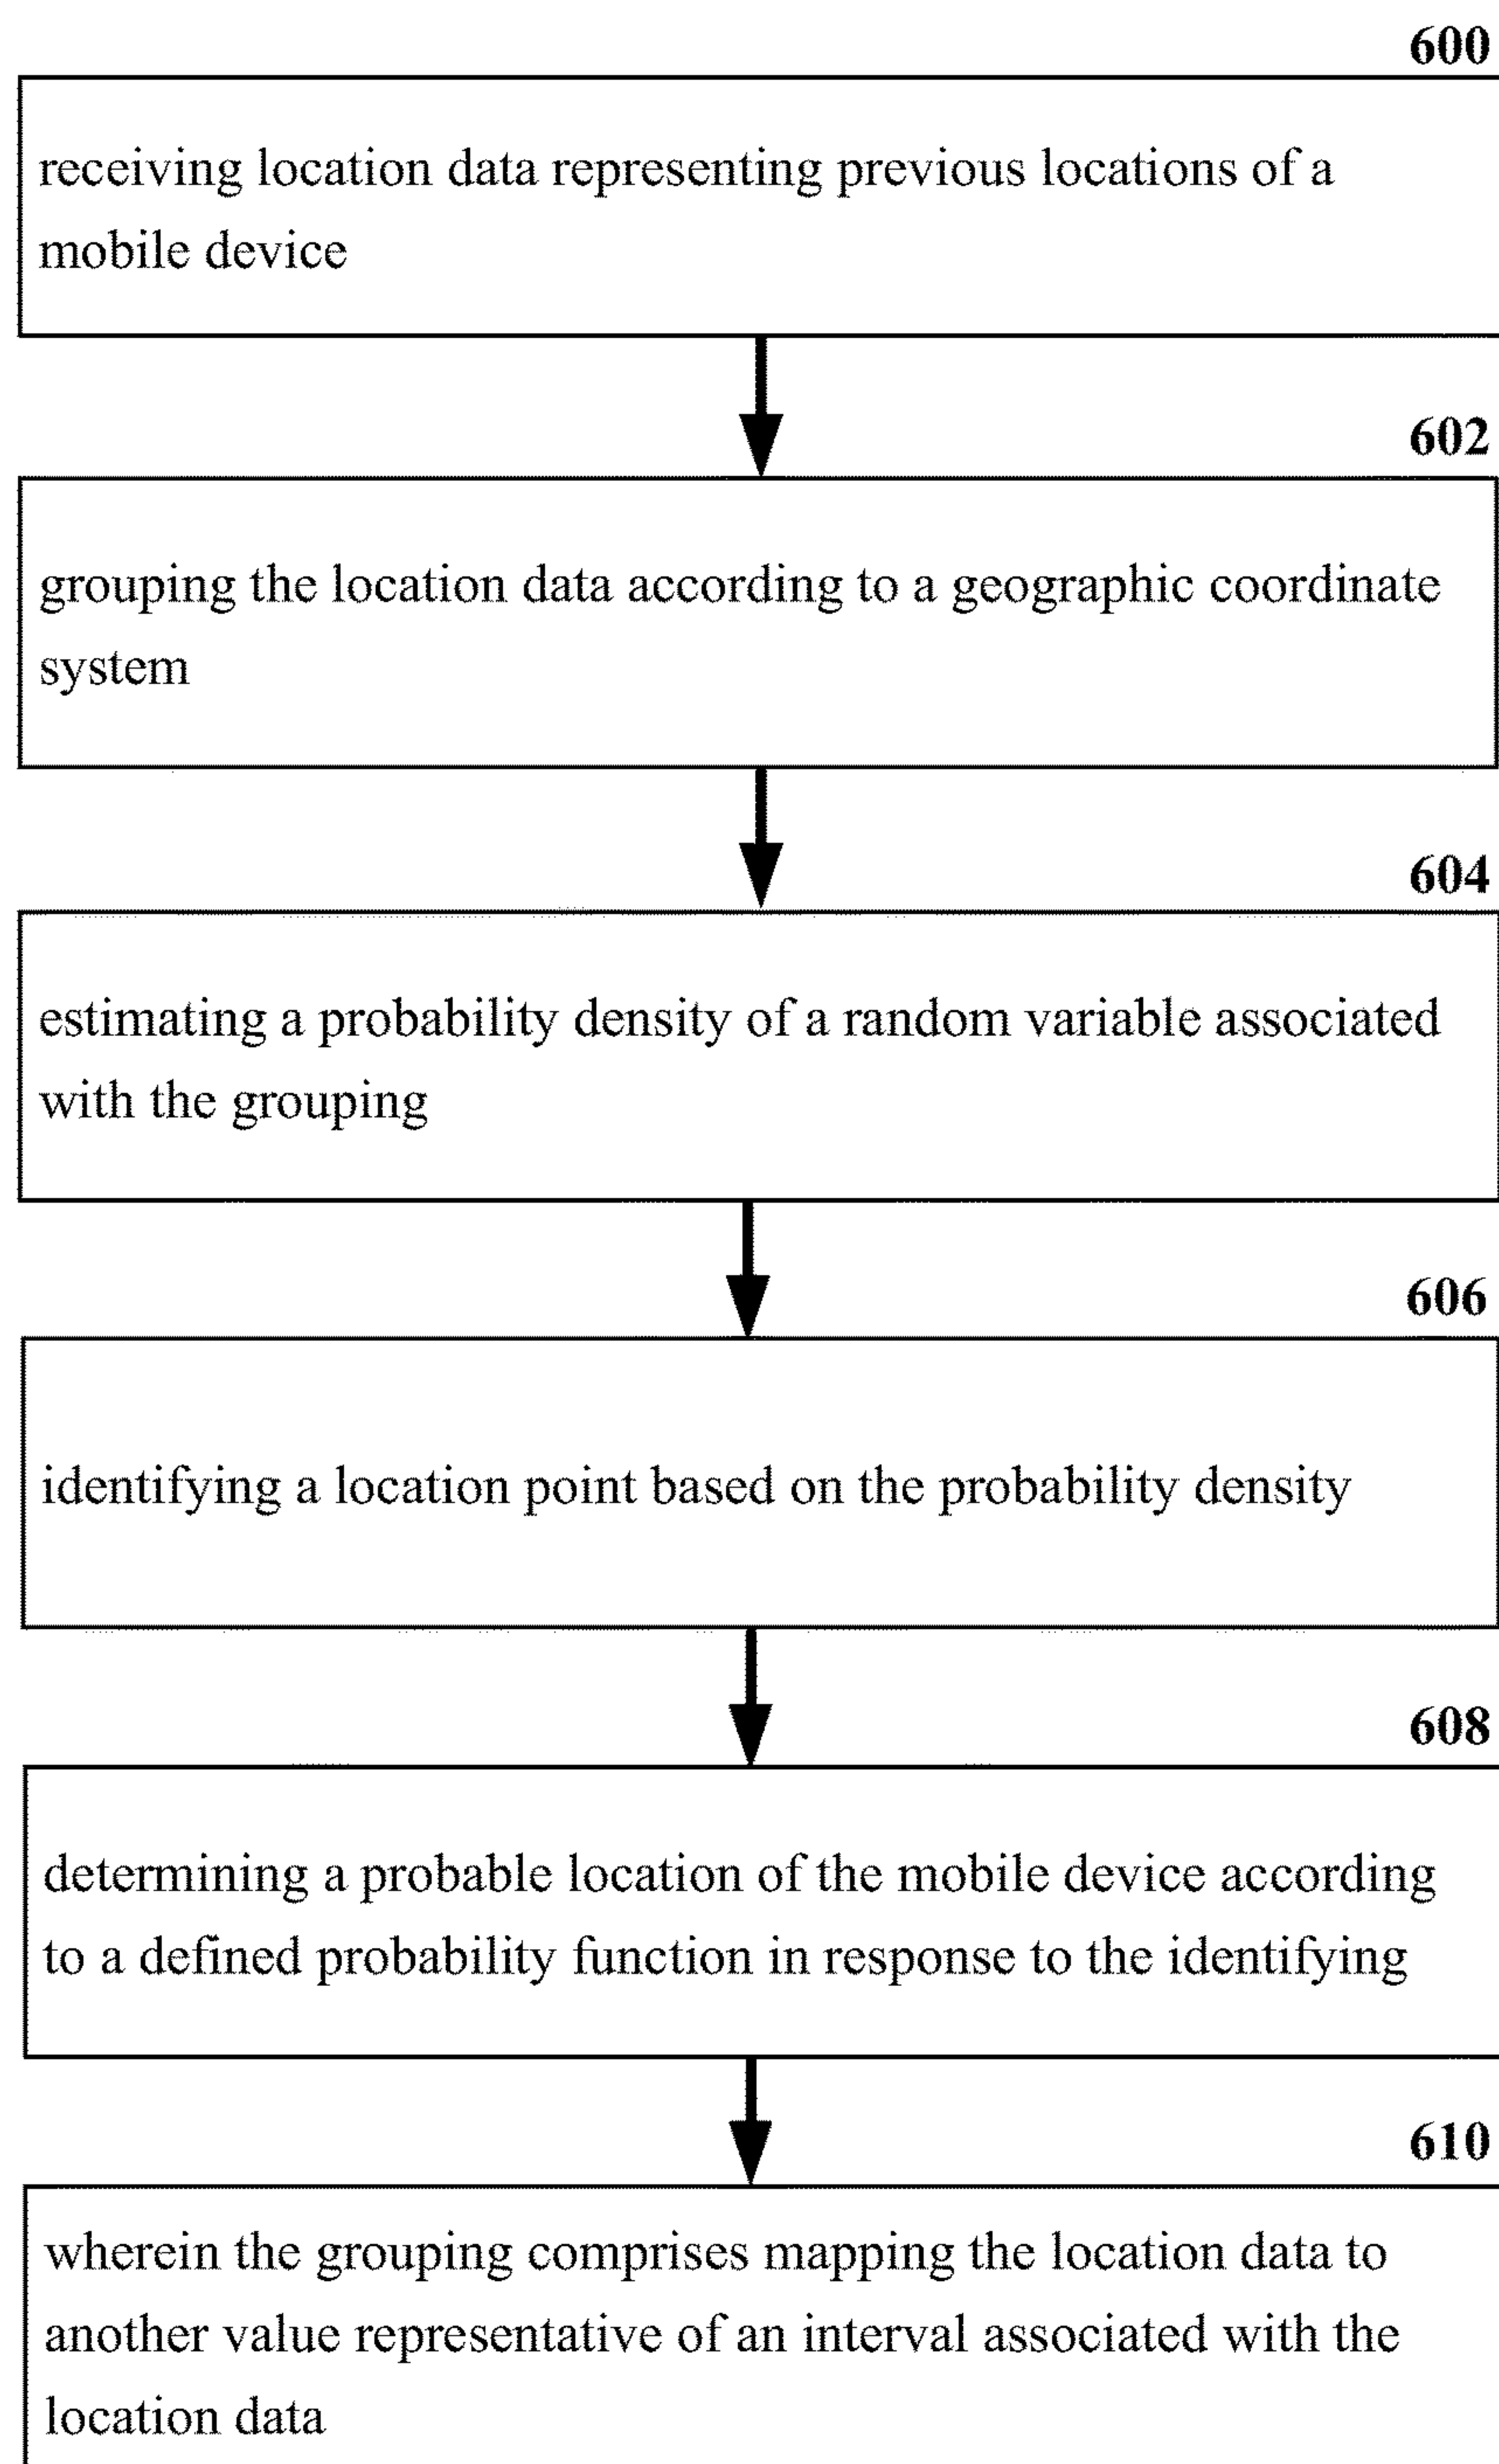 600
receiving location data representing previous locations of a
mobile device
602
grouping the location data according to a geographic coordinate
system
604
estimating a probability density of a random variable associated
with the grouping
606
identifying a location point based on the probability density
608
determining a probable location of the mobile device according
to a defined probability function in response to the identifying
610
wherein the grouping comprises mapping the location data to
another value representative of an interval associated with the
location data